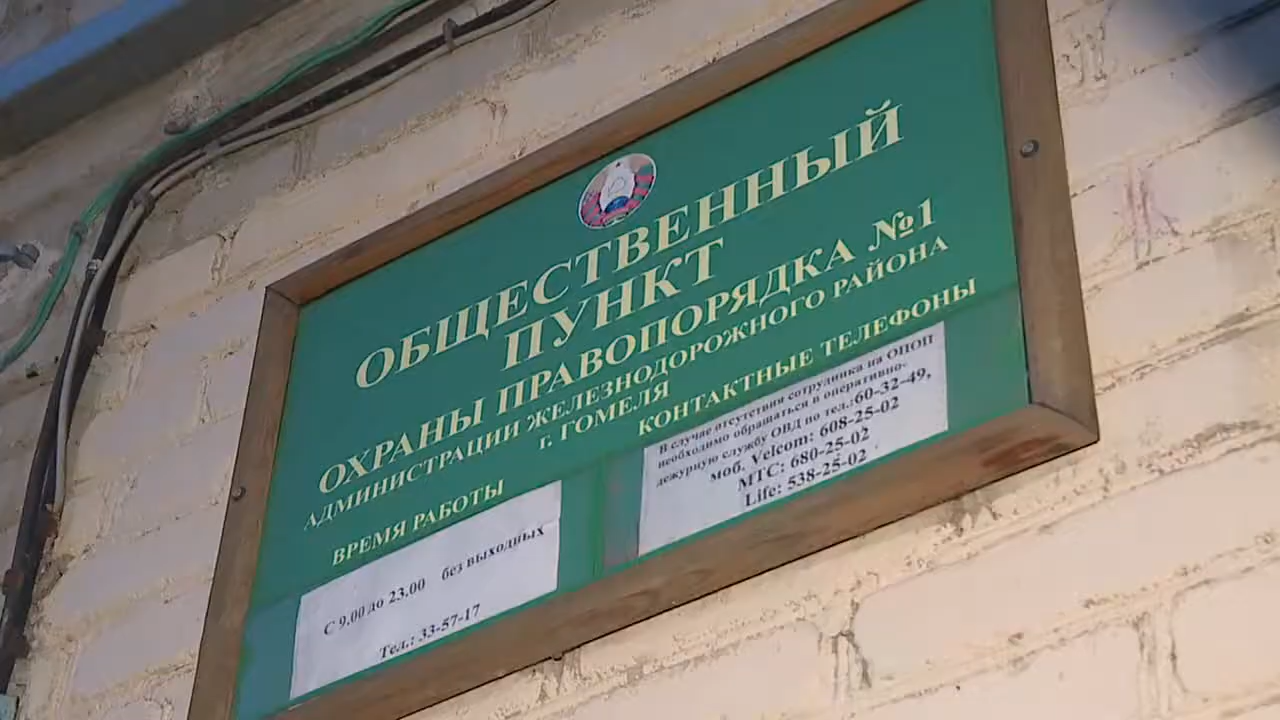 ОБЩЕСТВЕННЫЙ
ПУНКТ
ОХРАНЫ ПРАВОПОРЯДКА №1
АДМИНИСТРАЦИИ ЖЕЛЕЗНОДОРОЖНОГО РАЙОНА
г. ГОМЕЛЯ
ВРЕМЯ РАБОТЫ
С 9.00 до 23.00 без выходных
Тел.: 33-57-17
КОНТАКТНЫЕ ТЕЛЕФОНЫ
В случае отсутствия сотрудника на ОПОП
необходимо обращаться в оперативно-
дежурную службу ОВД по тел.:60-32-49,
моб. Velcom: 608-25-02
МТС: 680-25-02
Life: 538-25-02